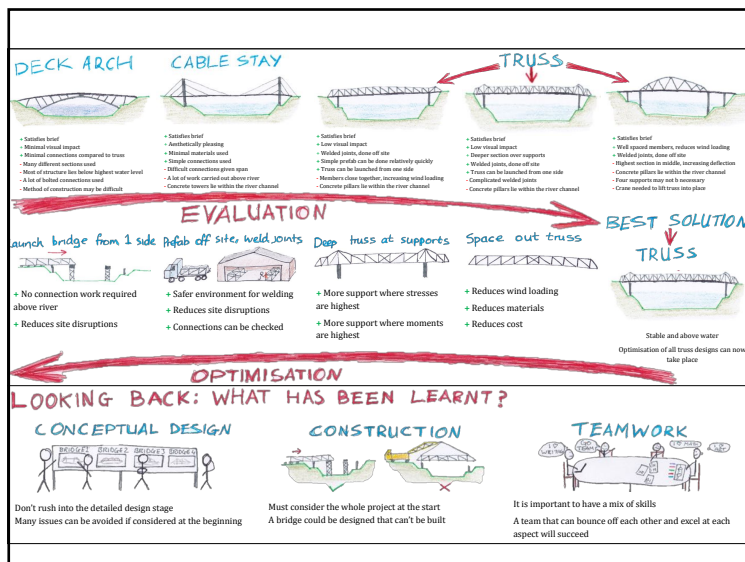 DECK ARCH
CABLE STAY
TRUSS
+ Satisfies brief
+ Minimal visual impact
+ Minimal connections compared to truss
- Many different sections used
- Most of structure lies below highest water level
- A lot of bolted connections used
- Method of construction may be difficult
+ Satisfies brief
+ Aesthetically pleasing
+ Minimal materials used
+ Simple connections used
- Difficult connections given span
- A lot of work carried out above river
- Concrete towers lie within the river channel
+ Satisfies brief
+ Low visual impact
+ Welded joints, done off site
+ Simple prefab can be done relatively quickly
+ Truss can be launched from one side
- Members close together, increasing wind loading
- Concrete pillars lie within the river channel
+ Satisfies brief
+ Low visual impact
+ Deeper section over supports
+ Welded joints, done off site
+ Truss can be launched from one side
- Complicated welded joints
- Concrete pillars lie within the river channel
+ Satisfies brief
+ Well spaced members, reduces wind loading
+ Welded joints, done off site
- Highest section in middle, increasing deflection
- Concrete pillars lie within the river channel
- Four supports may not b necessary
- Crane needed to lift truss into place
EVALUATION
BEST SOLUTION
TRUSS
Launch bridge from 1 side
+ No connection work required
above river
+ Reduces site disruptions
Prefab off site, weld joints
+ Safer environment for welding
+ Reduces site disruptions
+ Connections can be checked
Deep truss at supports
+ More support where stresses
are highest
+ More support where moments
are highest
Space out truss
+ Reduces wind loading
+ Reduces materials
+ Reduces cost
Stable and above water
Optimisation of all truss designs can now
take place
OPTIMISATION
LOOKING BACK: WHAT HAS BEEN LEARNT?
CONCEPTUAL DESIGN
BRIDGE 1
BRIDGE 2
BRIDGE 3
BRIDGE 4
Don't rush into the detailed design stage
Many issues can be avoided if considered at the beginning
CONSTRUCTION
Must consider the whole project at the start
A bridge could be designed that can't be built
TEAMWORK
GO
TEAM!
It is important to have a mix of skills
A team that can bounce off each other and excel at each
aspect will succeed